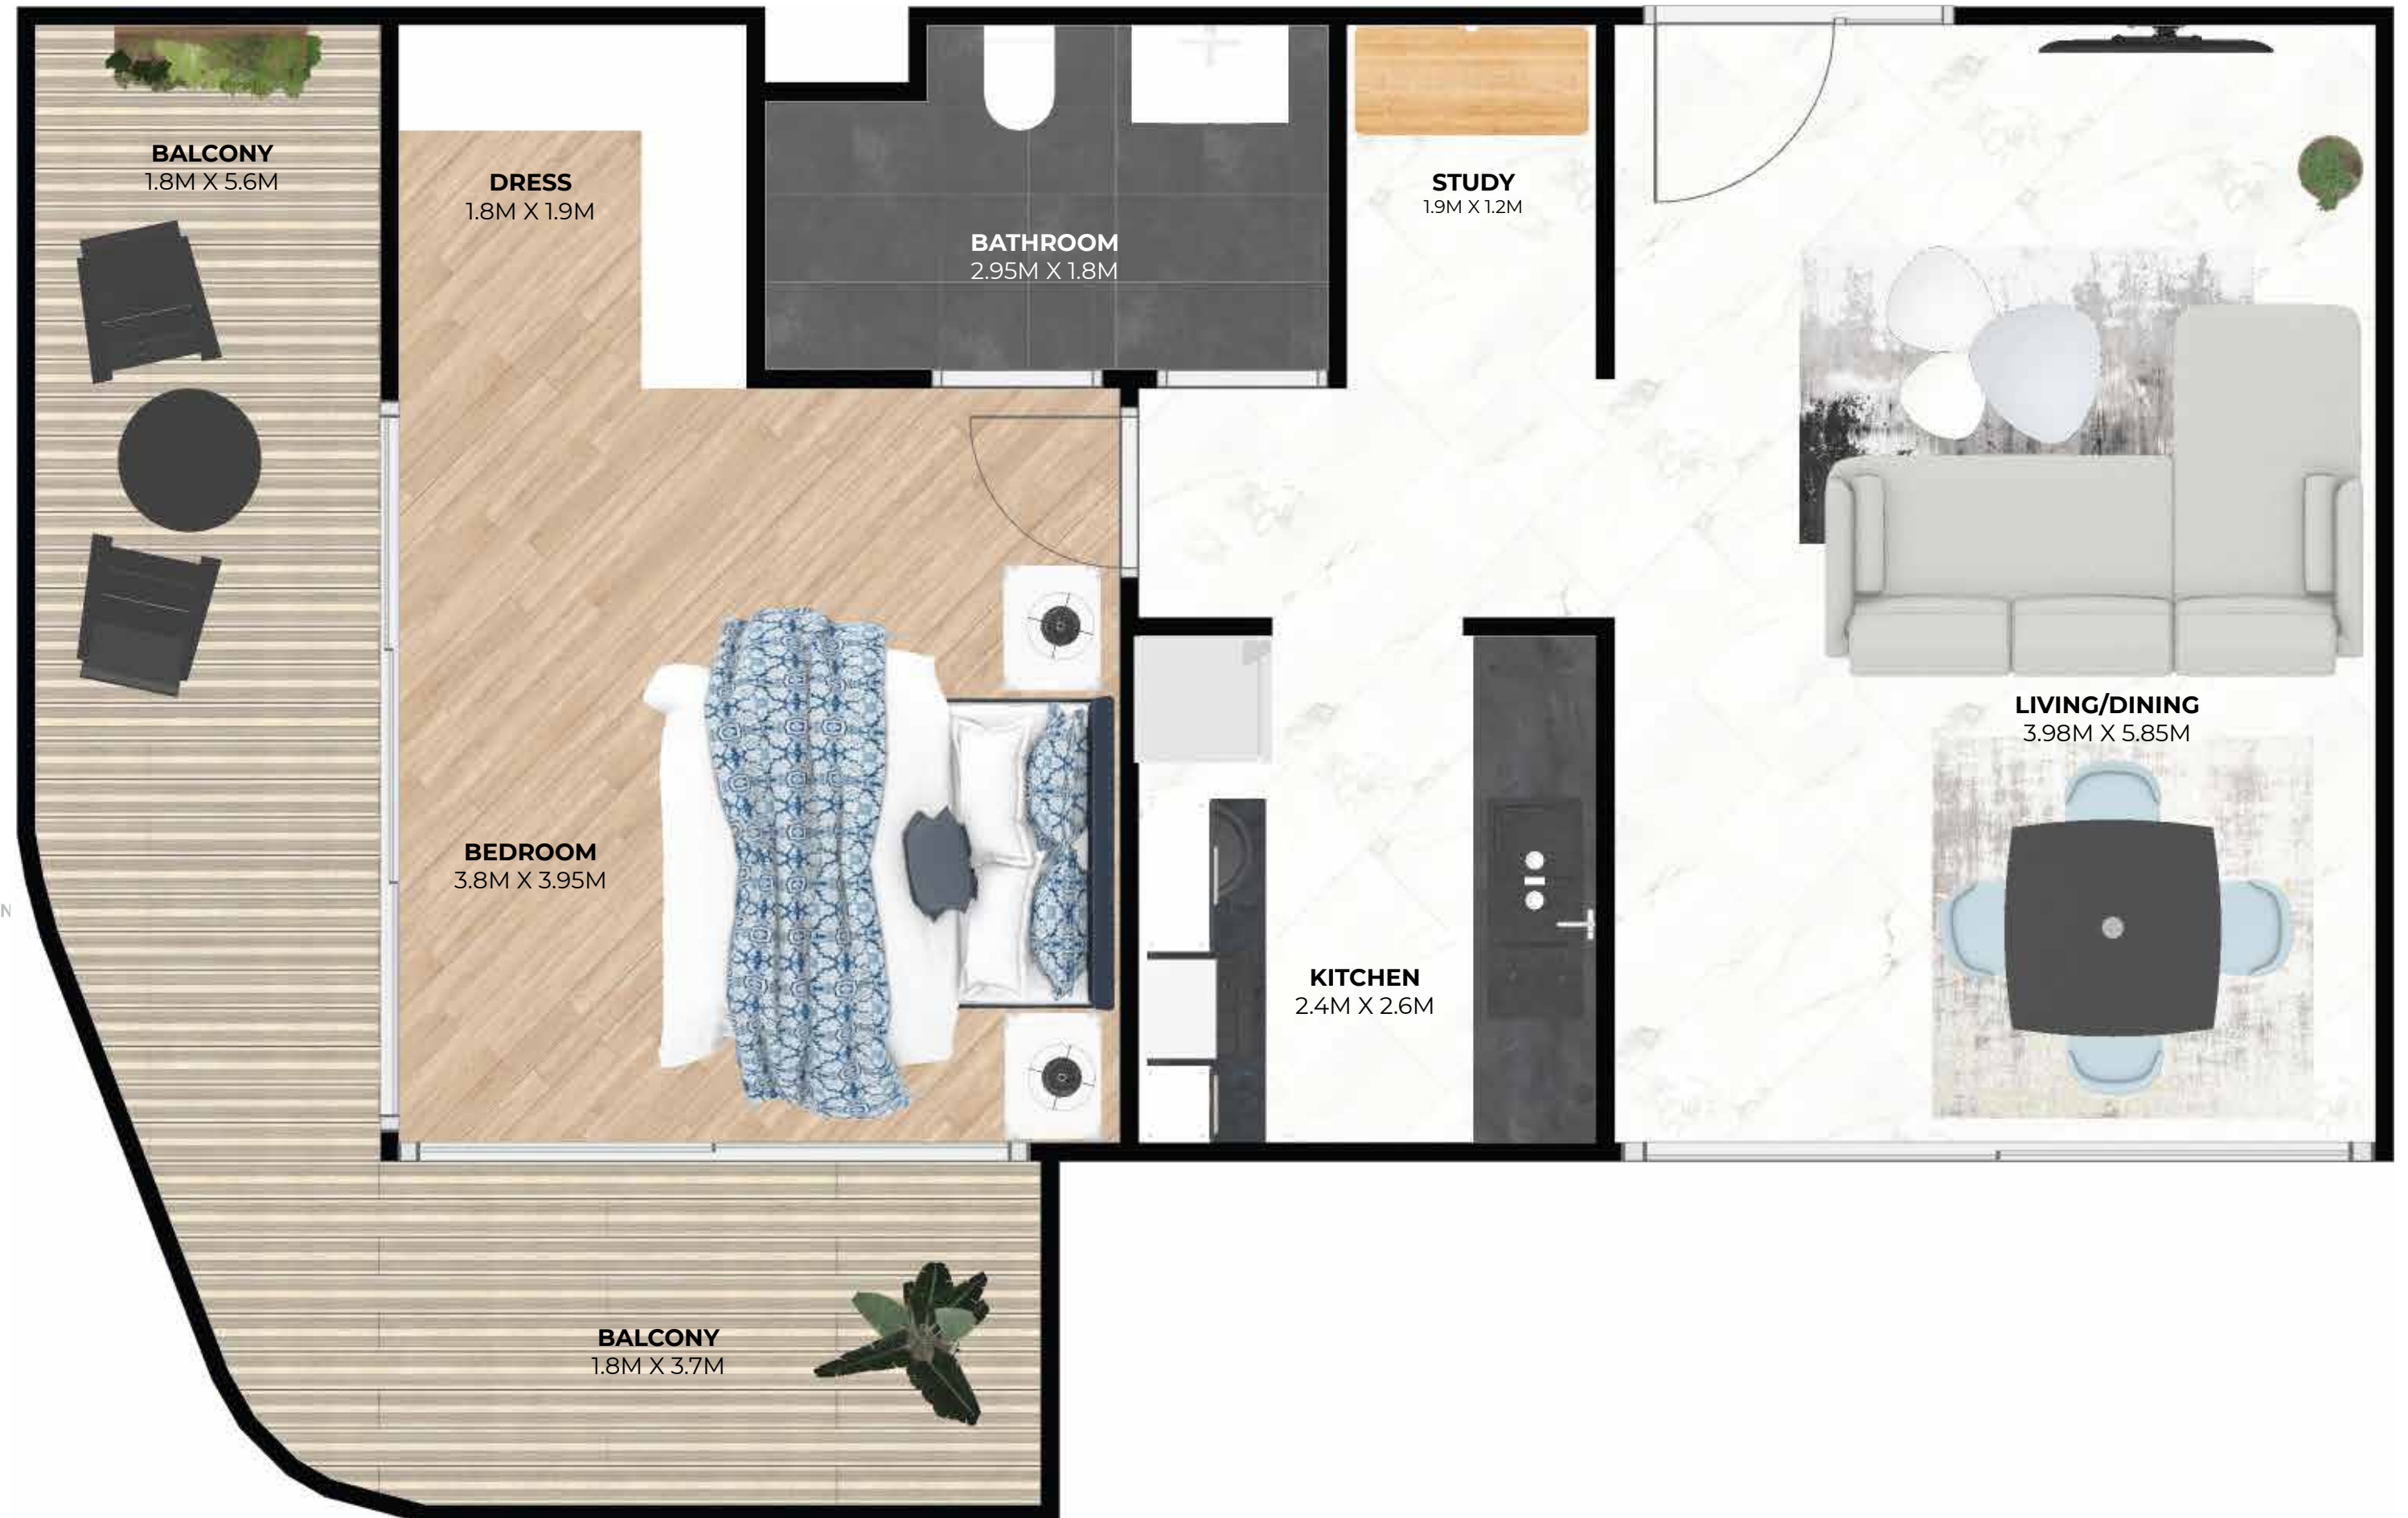 BALCONY
1.8M X 5.6M
DRESS
1.8M X 1.9M
BATHROOM
2.95M X 1.8M
STUDY
1.9M X 1.2M
LIVING/DINING
3.98M X 5.85M
BEDROOM
3.8M X 3.95M
N
KITCHEN
2.4M X 2.6M
BALCONY
1.8M X 3.7M